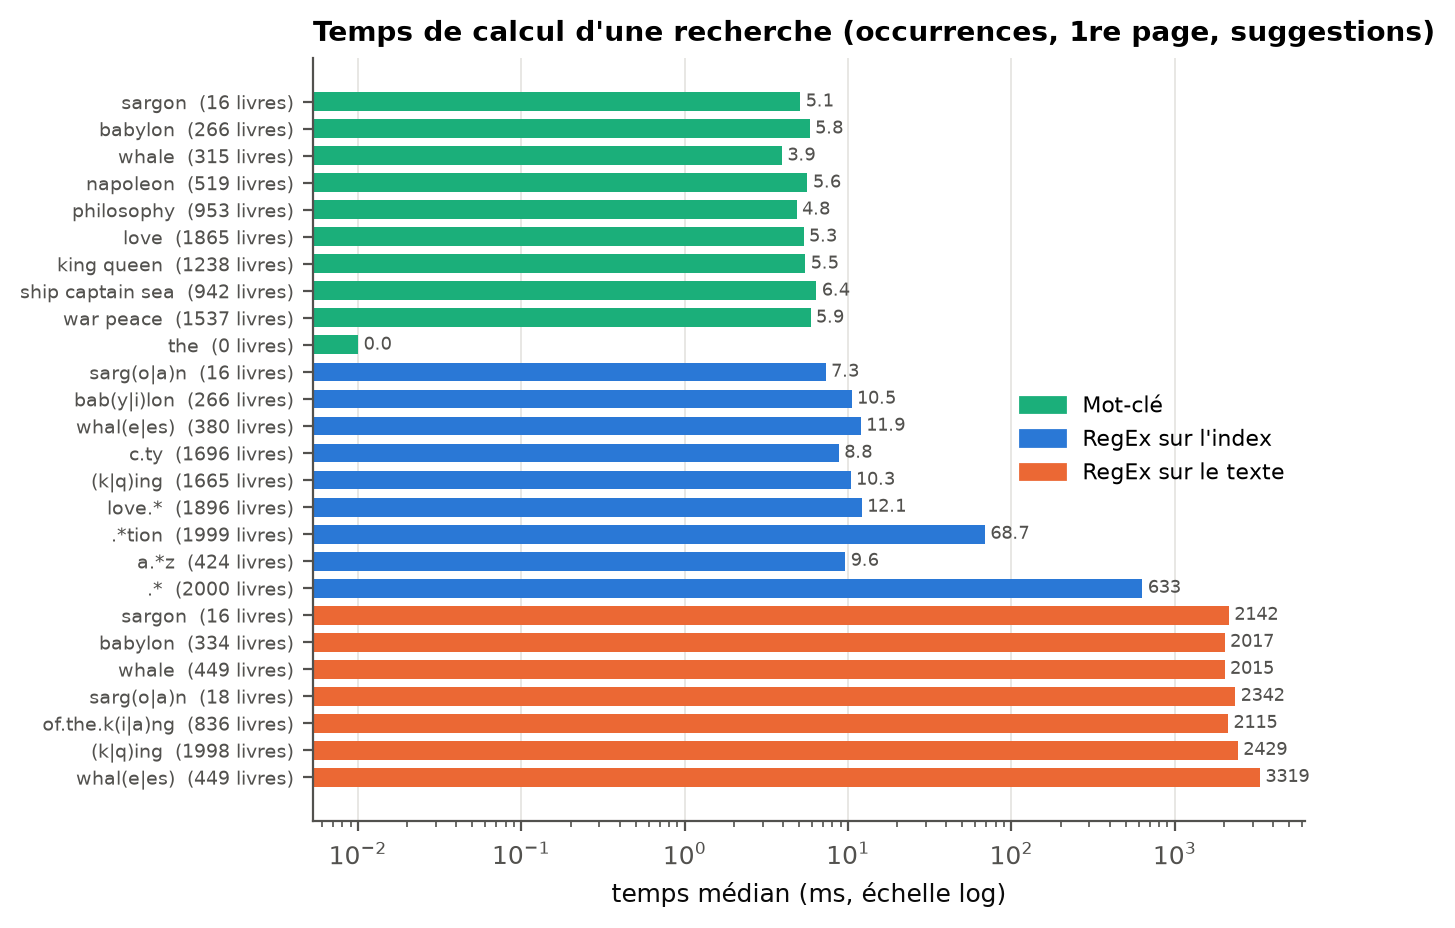 Temps de calcul d'une recherche (occurrences, 1re page, suggestions)
sargon (16 livres) 5.1
babylon (266 livres) 5.8
whale (315 livres) 3.9
napoleon (519 livres) 5.6
philosophy (953 livres) 4.8
love (1865 livres) 5.3
king queen (1238 livres) 5.5
ship captain sea (942 livres) 6.4
war peace (1537 livres) 5.9
the (0 livres) 0.0
sarg(o|a)n (16 livres) 7.3
bab(y|i)lon (266 livres) 10.5
whal(e|es) (380 livres) 11.9
c.ty (1696 livres) 8.8
(k|q)ing (1665 livres) 10.3
love.* (1896 livres) 12.1
.*tion (1999 livres) 68.7
a.*z (424 livres) 9.6
.* (2000 livres) 633
sargon (16 livres) 2142
babylon (334 livres) 2017
whale (449 livres) 2015
sarg(o|a)n (18 livres) 2342
of.the.k(i|a)ng (836 livres) 2115
(k|q)ing (1998 livres) 2429
whal(e|es) (449 livres) 3319
Mot-clé
RegEx sur l'index
RegEx sur le texte
10⁻² 10⁻¹ 10⁰ 10¹ 10² 10³
temps médian (ms, échelle log)